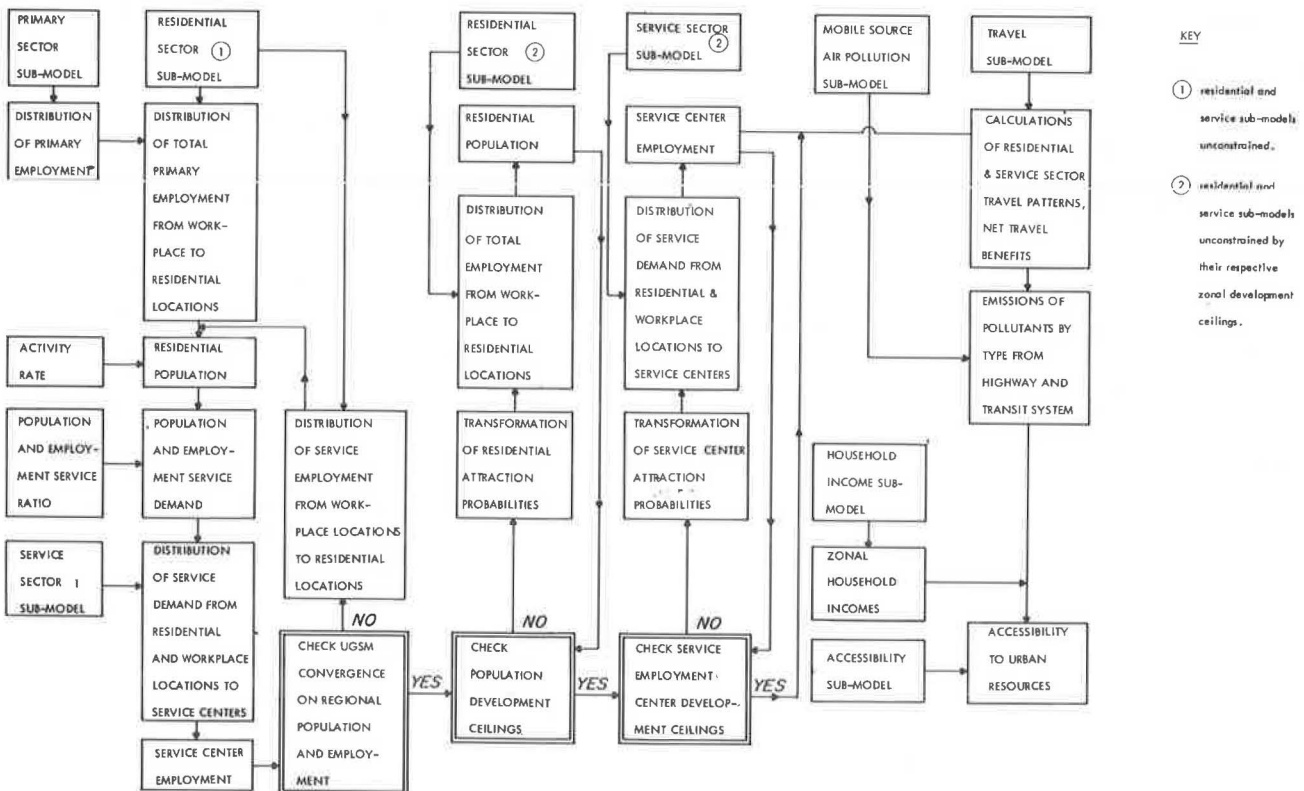 PRIMARY
SECTOR
SUB-MODEL
DISTRIBUTION
OF PRIMARY
EMPLOYMENT
RESIDENTIAL
SECTOR 1
SUB-MODEL
DISTRIBUTION
OF TOTAL
PRIMARY
EMPLOYMENT
FROM WORK-
PLACE TO
RESIDENTIAL
LOCATIONS
ACTIVITY
RATE
RESIDENTIAL
POPULATION
POPULATION
AND EMPLOY-
MENT SERVICE
RATIO
POPULATION
AND EMPLOY-
MENT SERVICE
DEMAND
SERVICE
SECTOR 1
SUB-MODEL
DISTRIBUTION
OF SERVICE
DEMAND FROM
RESIDENTIAL
AND WORKPLACE
LOCATIONS TO
SERVICE CENTERS
SERVICE CENTER
EMPLOYMENT
DISTRIBUTION
OF SERVICE
EMPLOYMENT
FROM WORK-
PLACE LOCATIONS
TO RESIDENTIAL
LOCATIONS
NO
CHECK UGSM
CONVERGENCE
ON REGIONAL
POPULATION
AND EMPLOY-
MENT
YES
RESIDENTIAL
SECTOR 2
SUB-MODEL
RESIDENTIAL
POPULATION
DISTRIBUTION
OF TOTAL
EMPLOYMENT
FROM WORK-
PLACE TO
RESIDENTIAL
LOCATIONS
TRANSFORMATION
OF RESIDENTIAL
ATTRACTION
PROBABILITIES
NO
CHECK
POPULATION
DEVELOPMENT
CEILINGS
YES
SERVICE SECTOR
SUB-MODEL 2
SERVICE CENTER
EMPLOYMENT
DISTRIBUTION
OF SERVICE
DEMAND FROM
RESIDENTIAL &
WORKPLACE
LOCATIONS TO
SERVICE CENTERS
TRANSFORMATION
OF SERVICE CENTER
ATTRACTION
PROBABILITIES
NO
CHECK SERVICE
EMPLOYMENT
CENTER DEVELOP-
MENT CEILINGS
YES
MOBILE SOURCE
AIR POLLUTION
SUB-MODEL
TRAVEL
SUB-MODEL
CALCULATIONS
OF RESIDENTIAL
& SERVICE SECTOR
TRAVEL PATTERNS,
NET TRAVEL
BENEFITS
EMISSIONS OF
POLLUTANTS BY
TYPE FROM
HIGHWAY AND
TRANSIT SYSTEM
HOUSEHOLD
INCOME SUB-
MODEL
ZONAL
HOUSEHOLD
INCOMES
ACCESSIBILITY
SUB-MODEL
ACCESSIBILITY
TO URBAN
RESOURCES
KEY
1 residential and
service sub-models
unconstrained.
2 residential and
service sub-models
unconstrained by
their respective
zonal development
ceilings.